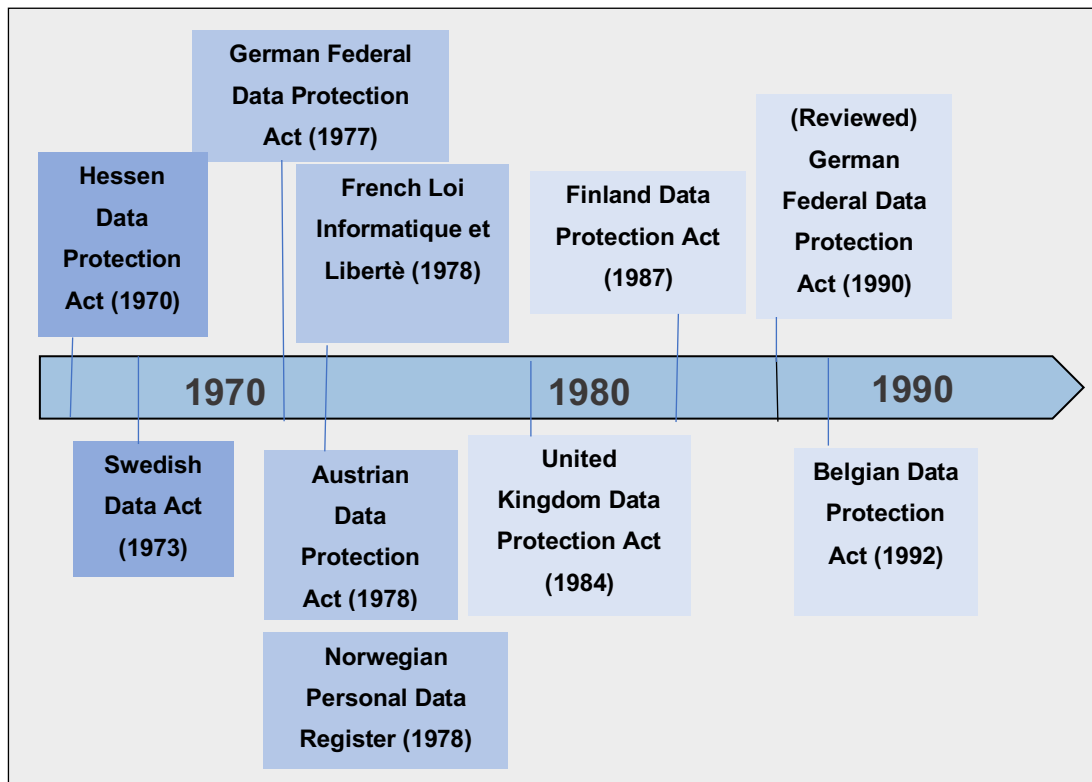 German Federal
Data Protection
Act (1977)
(Reviewed)
German
Federal Data
Protection
Act (1990)
Hessen
Data
Protection
Act (1970)
French Loi
Informatique et
Libertè (1978)
Finland Data
Protection Act
(1987)
1970
1980
1990
Swedish
Data Act
(1973)
Austrian
Data
Protection
Act (1978)
United
Kingdom Data
Protection Act
(1984)
Belgian Data
Protection
Act (1992)
Norwegian
Personal Data
Register (1978)